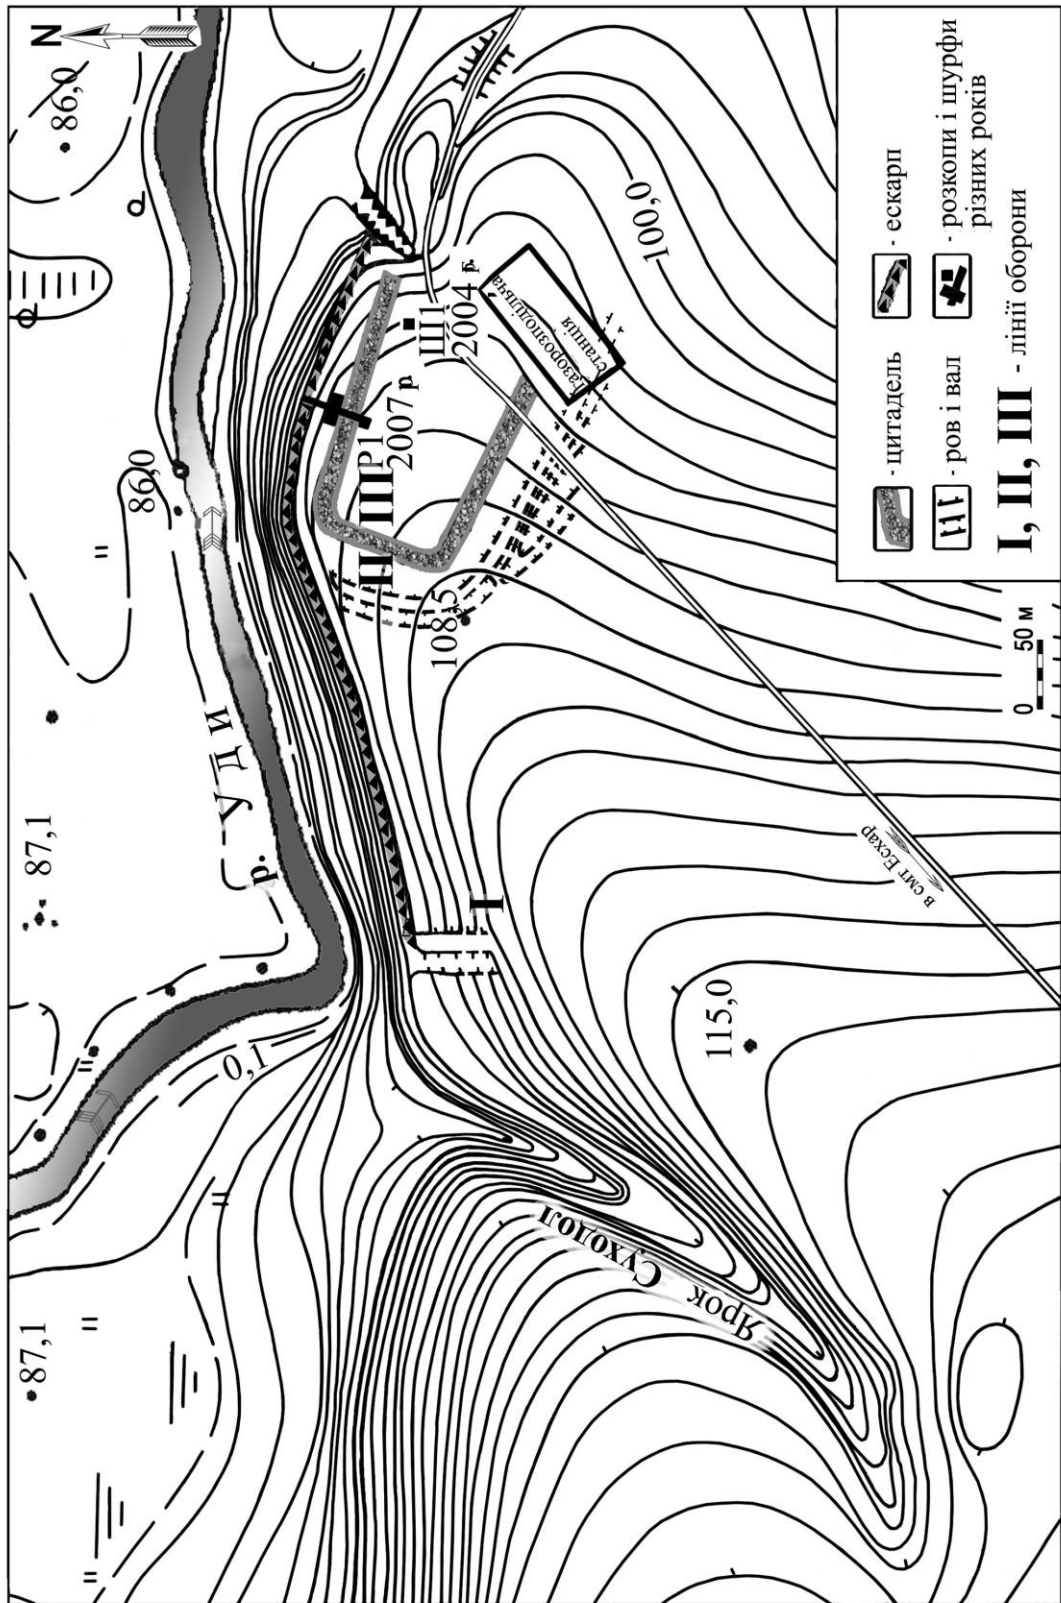 N
86,0
87,1
87,1
86,0
р. Уди
0,1
Ш1
2004 р.
Р1
2007 р
II
III
I
108,5
100,0
115,0
Газорозподільча
станція
Ярок Суходол
в смт Есхар
0 50 м
- цитадель
- ескарп
- рів і вал
- розкопи і шурфи
різних років
I, II, III - лінії оборони